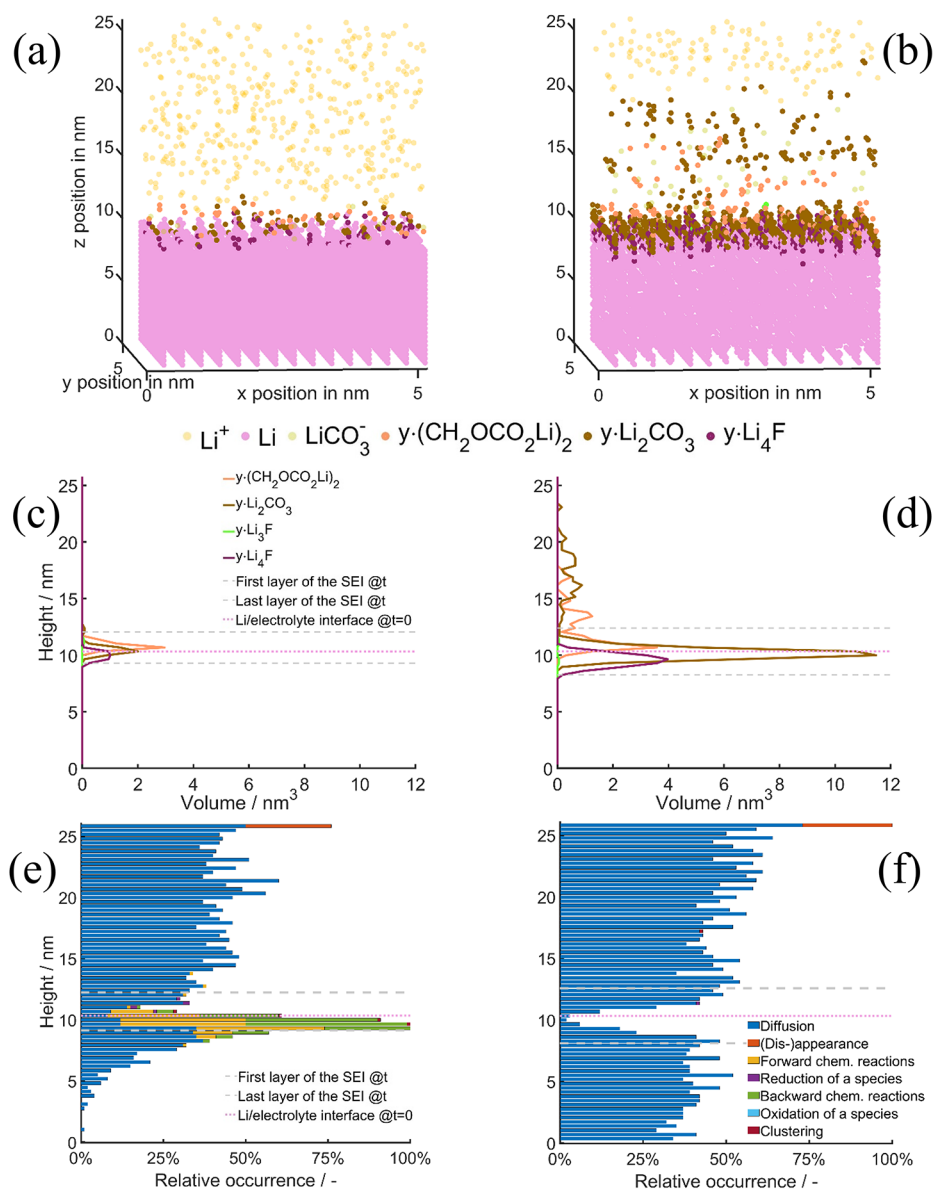 (a)
(b)
z position in nm
25
20
15
10
5
0
5
y position in nm
0
x position in nm
5
25
20
15
10
5
0
5
0
x position in nm
5
Li⁺ Li LiCO₃⁻ y·(CH₂OCO₂Li)₂ y·Li₂CO₃ y·Li₄F
(c)
(d)
Height / nm
25
20
15
10
5
0
y·(CH₂OCO₂Li)₂
y·Li₂CO₃
y·Li₃F
y·Li₄F
First layer of the SEI @t
Last layer of the SEI @t
Li/electrolyte interface @t=0
0 2 4 6 8 10 12
Volume / nm³
25
20
15
10
5
0
0 2 4 6 8 10 12
Volume / nm³
(e)
(f)
Height / nm
25
20
15
10
5
0
First layer of the SEI @t
Last layer of the SEI @t
Li/electrolyte interface @t=0
0% 25% 50% 75% 100%
Relative occurrence / -
25
20
15
10
5
0
Diffusion
(Dis-)appearance
Forward chem. reactions
Reduction of a species
Backward chem. reactions
Oxidation of a species
Clustering
0% 25% 50% 75% 100%
Relative occurrence / -